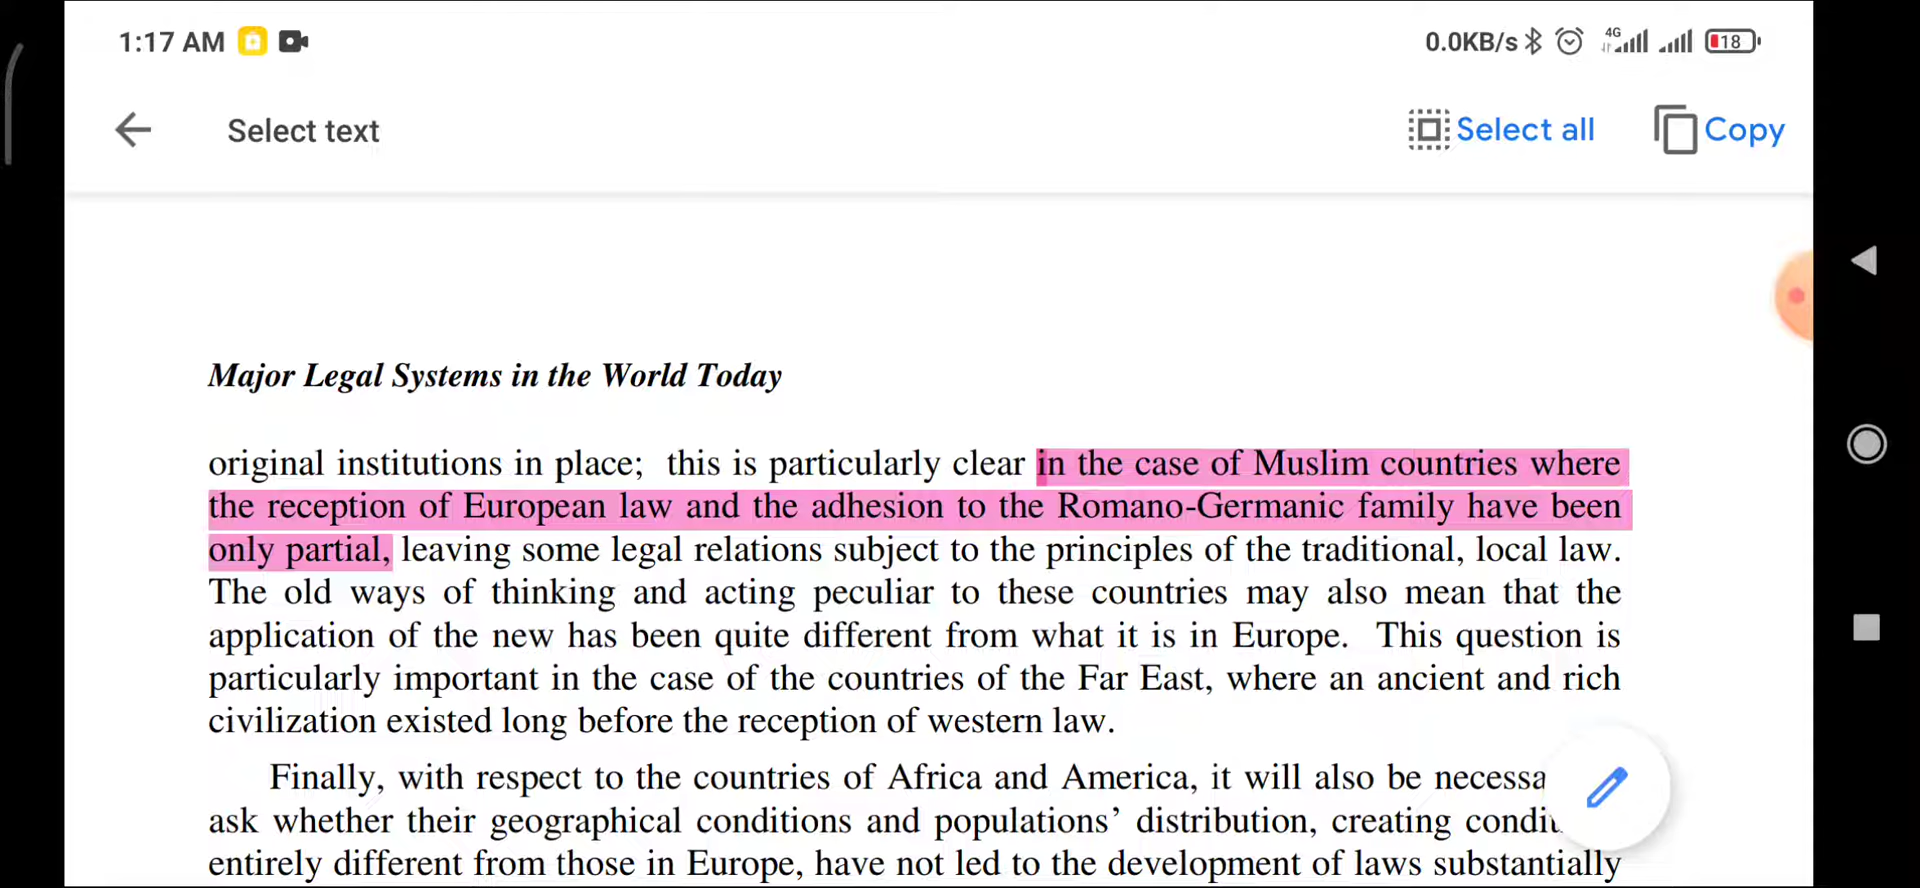 1:17 AM
0.0KB/s 4G 18
Select text
Select all
Copy
Major Legal Systems in the World Today
original institutions in place; this is particularly clear in the case of Muslim countries where
the reception of European law and the adhesion to the Romano-Germanic family have been
only partial, leaving some legal relations subject to the principles of the traditional, local law.
The old ways of thinking and acting peculiar to these countries may also mean that the
application of the new has been quite different from what it is in Europe. This question is
particularly important in the case of the countries of the Far East, where an ancient and rich
civilization existed long before the reception of western law.
Finally, with respect to the countries of Africa and America, it will also be
ask whether their geographical conditions and populations’ distribution, creating
entirely different from those in Europe, have not led to the development of laws substantially